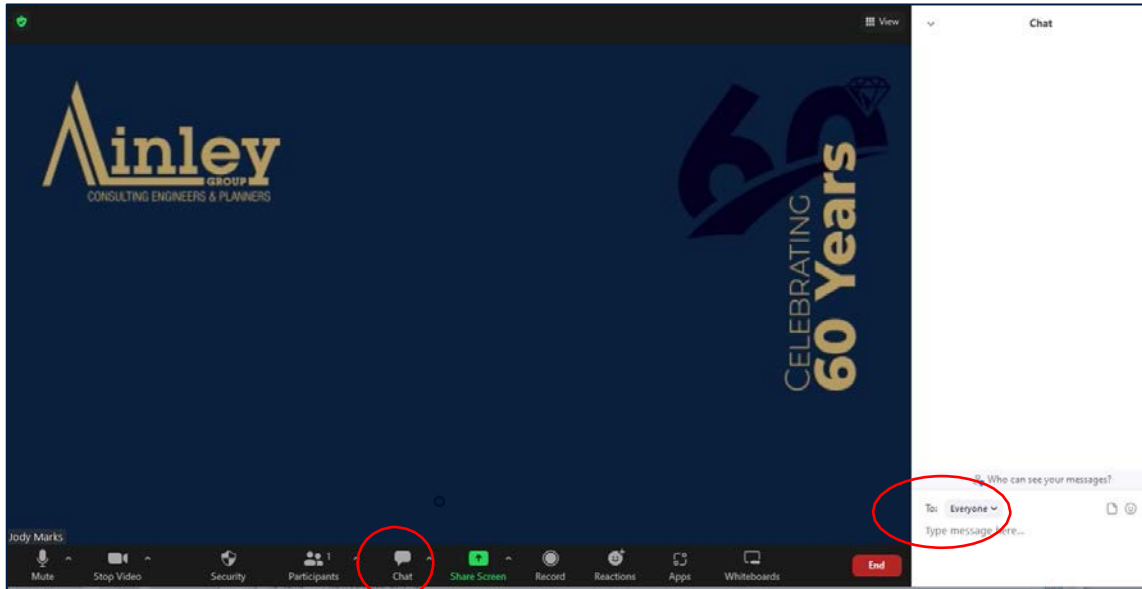 View
Chat
Ainley
GROUP
CONSULTING ENGINEERS & PLANNERS
60
CELEBRATING
60 Years
Who can see your messages?
To: Everyone
Type message here...
Jody Marks
1
Mute
Stop Video
Security
Participants
Chat
Share Screen
Record
Reactions
Apps
Whiteboards
End